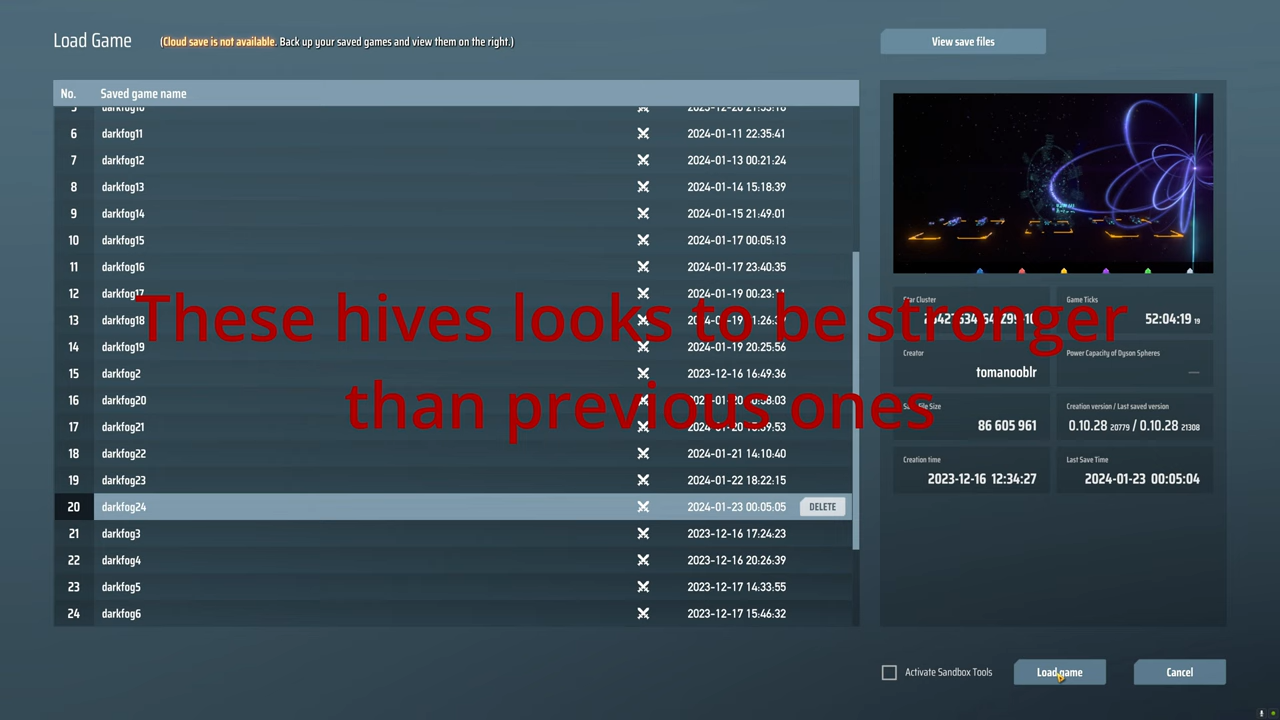 Load Game
(Cloud save is not available. Back up your saved games and view them on the right.)
View save files
No. Saved game name
6 darkfog11 2024-01-11 22:35:41
7 darkfog12 2024-01-13 00:21:24
8 darkfog13 2024-01-14 15:18:39
9 darkfog14 2024-01-15 21:49:01
10 darkfog15 2024-01-17 00:05:13
11 darkfog16 2024-01-17 23:40:35
12 darkfog17 2024-01-19
13 darkfog18
14 darkfog19 20:25:56
15 darkfog2 2023-12-16 16:49:36
16 darkfog20
17 darkfog21
18 darkfog22 2024-01-21 14:10:40
19 darkfog23 2024-01-22 18:22:15
20 darkfog24 2024-01-23 00:05:05 DELETE
21 darkfog3 2023-12-16 17:24:23
22 darkfog4 2023-12-16 20:26:39
23 darkfog5 2023-12-17 14:33:55
24 darkfog6 2023-12-17 15:46:32
These hives looks to be stronger
than previous ones
Star Cluster
Game Ticks
52:04:19 19
Creator
tomanooblr
Power Capacity of Dyson Spheres
—
File Size
86 605 961
Creation version / Last saved version
0.10.28 20779 / 0.10.28 21308
Creation time
2023-12-16 12:34:27
Last Save Time
2024-01-23 00:05:04
Activate Sandbox Tools
Load game
Cancel